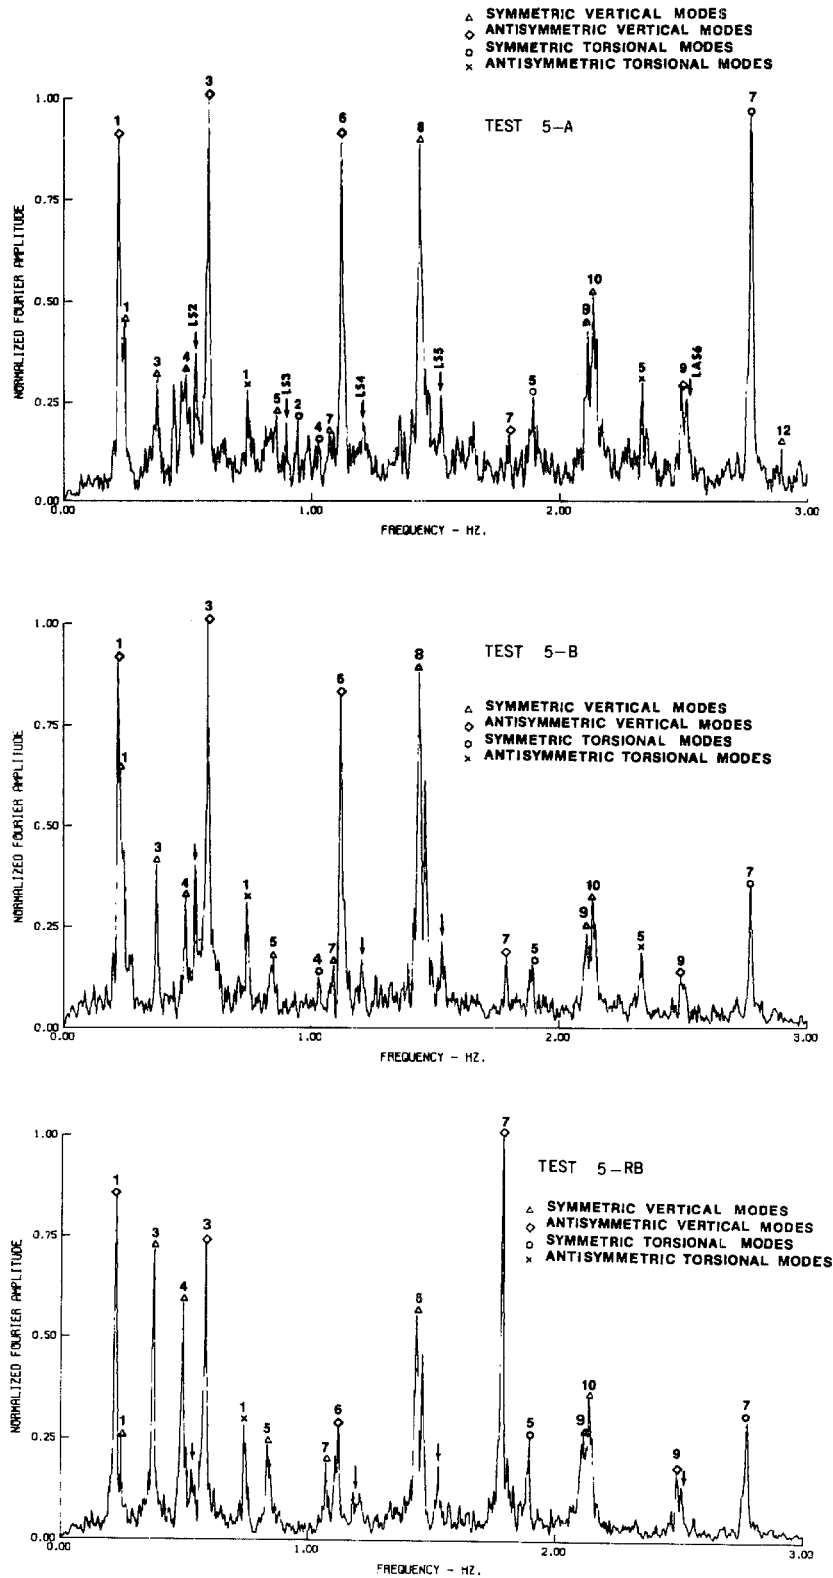 SYMMETRIC VERTICAL MODES
ANTISYMMETRIC VERTICAL MODES
SYMMETRIC TORSIONAL MODES
ANTISYMMETRIC TORSIONAL MODES
TEST 5-A
NORMALIZED FOURIER AMPLITUDE
1.00
0.75
0.50
0.25
0.00
1 1 3 4 LS2 3 1 5 LS3 2 4 7 6 LS4 8 LS5 7 5 9 10 5 9 LAS6 7 12
0.00 1.00 2.00 3.00
FREQUENCY - HZ.
TEST 5-B
SYMMETRIC VERTICAL MODES
ANTISYMMETRIC VERTICAL MODES
SYMMETRIC TORSIONAL MODES
ANTISYMMETRIC TORSIONAL MODES
NORMALIZED FOURIER AMPLITUDE
1.00
0.75
0.50
0.25
0.00
1 1 3 4 3 1 5 4 7 6 8 7 5 9 10 5 9 7
0.00 1.00 2.00 3.00
FREQUENCY - HZ.
TEST 5-RB
SYMMETRIC VERTICAL MODES
ANTISYMMETRIC VERTICAL MODES
SYMMETRIC TORSIONAL MODES
ANTISYMMETRIC TORSIONAL MODES
NORMALIZED FOURIER AMPLITUDE
1.00
0.75
0.50
0.25
0.00
1 1 3 4 3 1 5 7 6 8 7 5 9 10 9 7
0.00 1.00 2.00 3.00
FREQUENCY - HZ.